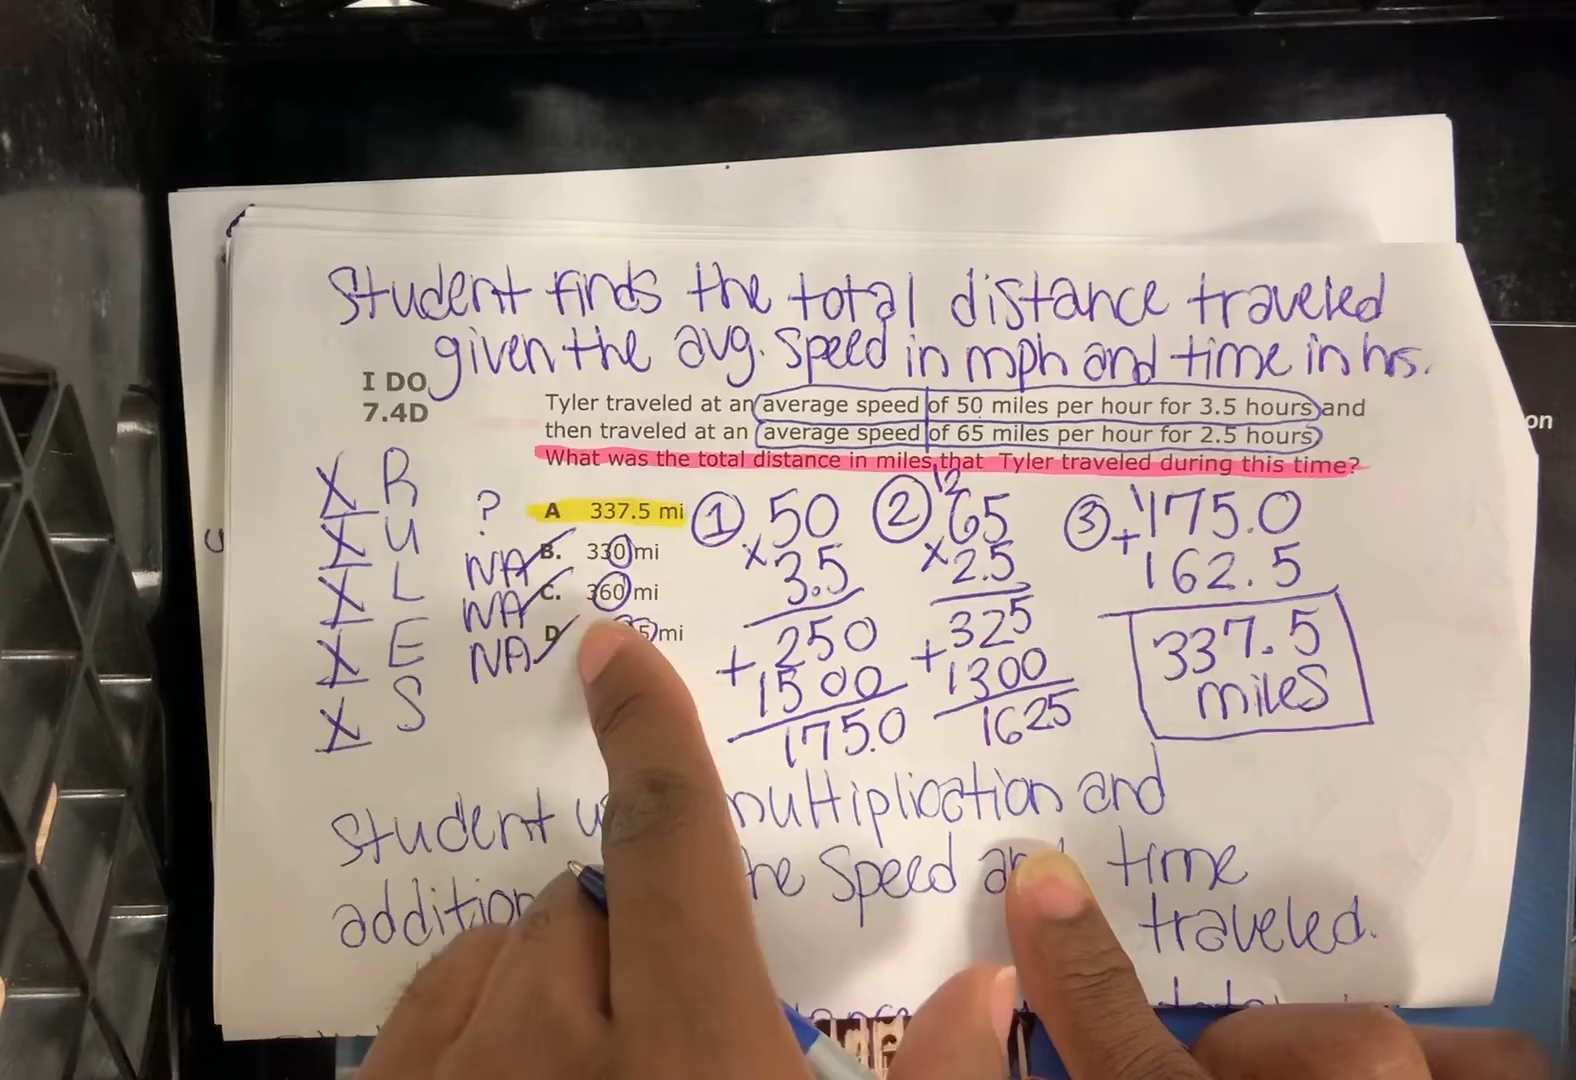 Student finds the total distance traveled
given the avg. speed in mph and time in hrs.
I DO
7.4D
Tyler traveled at an average speed of 50 miles per hour for 3.5 hours and
then traveled at an average speed of 65 miles per hour for 2.5 hours
What was the total distance in miles that Tyler traveled during this time?
X R
X U
X L
X E
X S
? A 337.5 mi
NA B. 330 mi
NA C. 360 mi
NA D 5 mi
① 50
x 3.5
250
+ 1500
175.0
② 12 65
x 2.5
325
+ 1300
1625
③ 1 175.0
+ 162.5
337.5
miles
Student multiplication and
addition speed time
traveled.
on